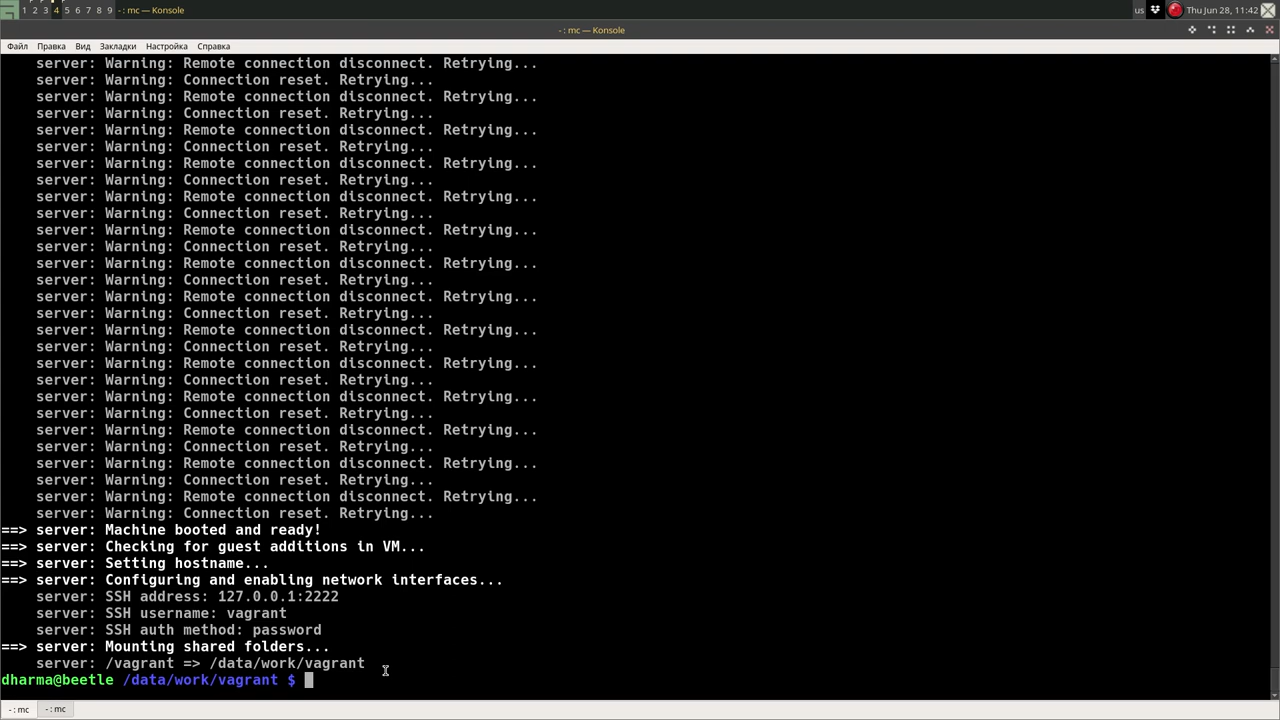 1 2 3 4 5 6 7 8 9 - : mc — Konsole us Thu Jun 28, 11:42
- : mc — Konsole
Файл Правка Вид Закладки Настройка Справка
server: Warning: Remote connection disconnect. Retrying...
server: Warning: Connection reset. Retrying...
server: Warning: Remote connection disconnect. Retrying...
server: Warning: Connection reset. Retrying...
server: Warning: Remote connection disconnect. Retrying...
server: Warning: Connection reset. Retrying...
server: Warning: Remote connection disconnect. Retrying...
server: Warning: Connection reset. Retrying...
server: Warning: Remote connection disconnect. Retrying...
server: Warning: Connection reset. Retrying...
server: Warning: Remote connection disconnect. Retrying...
server: Warning: Connection reset. Retrying...
server: Warning: Remote connection disconnect. Retrying...
server: Warning: Connection reset. Retrying...
server: Warning: Remote connection disconnect. Retrying...
server: Warning: Connection reset. Retrying...
server: Warning: Remote connection disconnect. Retrying...
server: Warning: Connection reset. Retrying...
server: Warning: Remote connection disconnect. Retrying...
server: Warning: Connection reset. Retrying...
server: Warning: Remote connection disconnect. Retrying...
server: Warning: Connection reset. Retrying...
server: Warning: Remote connection disconnect. Retrying...
server: Warning: Connection reset. Retrying...
server: Warning: Remote connection disconnect. Retrying...
server: Warning: Connection reset. Retrying...
server: Warning: Remote connection disconnect. Retrying...
server: Warning: Connection reset. Retrying...
==> server: Machine booted and ready!
==> server: Checking for guest additions in VM...
==> server: Setting hostname...
==> server: Configuring and enabling network interfaces...
server: SSH address: 127.0.0.1:2222
server: SSH username: vagrant
server: SSH auth method: password
==> server: Mounting shared folders...
server: /vagrant => /data/work/vagrant
dharma@beetle /data/work/vagrant $
- : mc - : mc